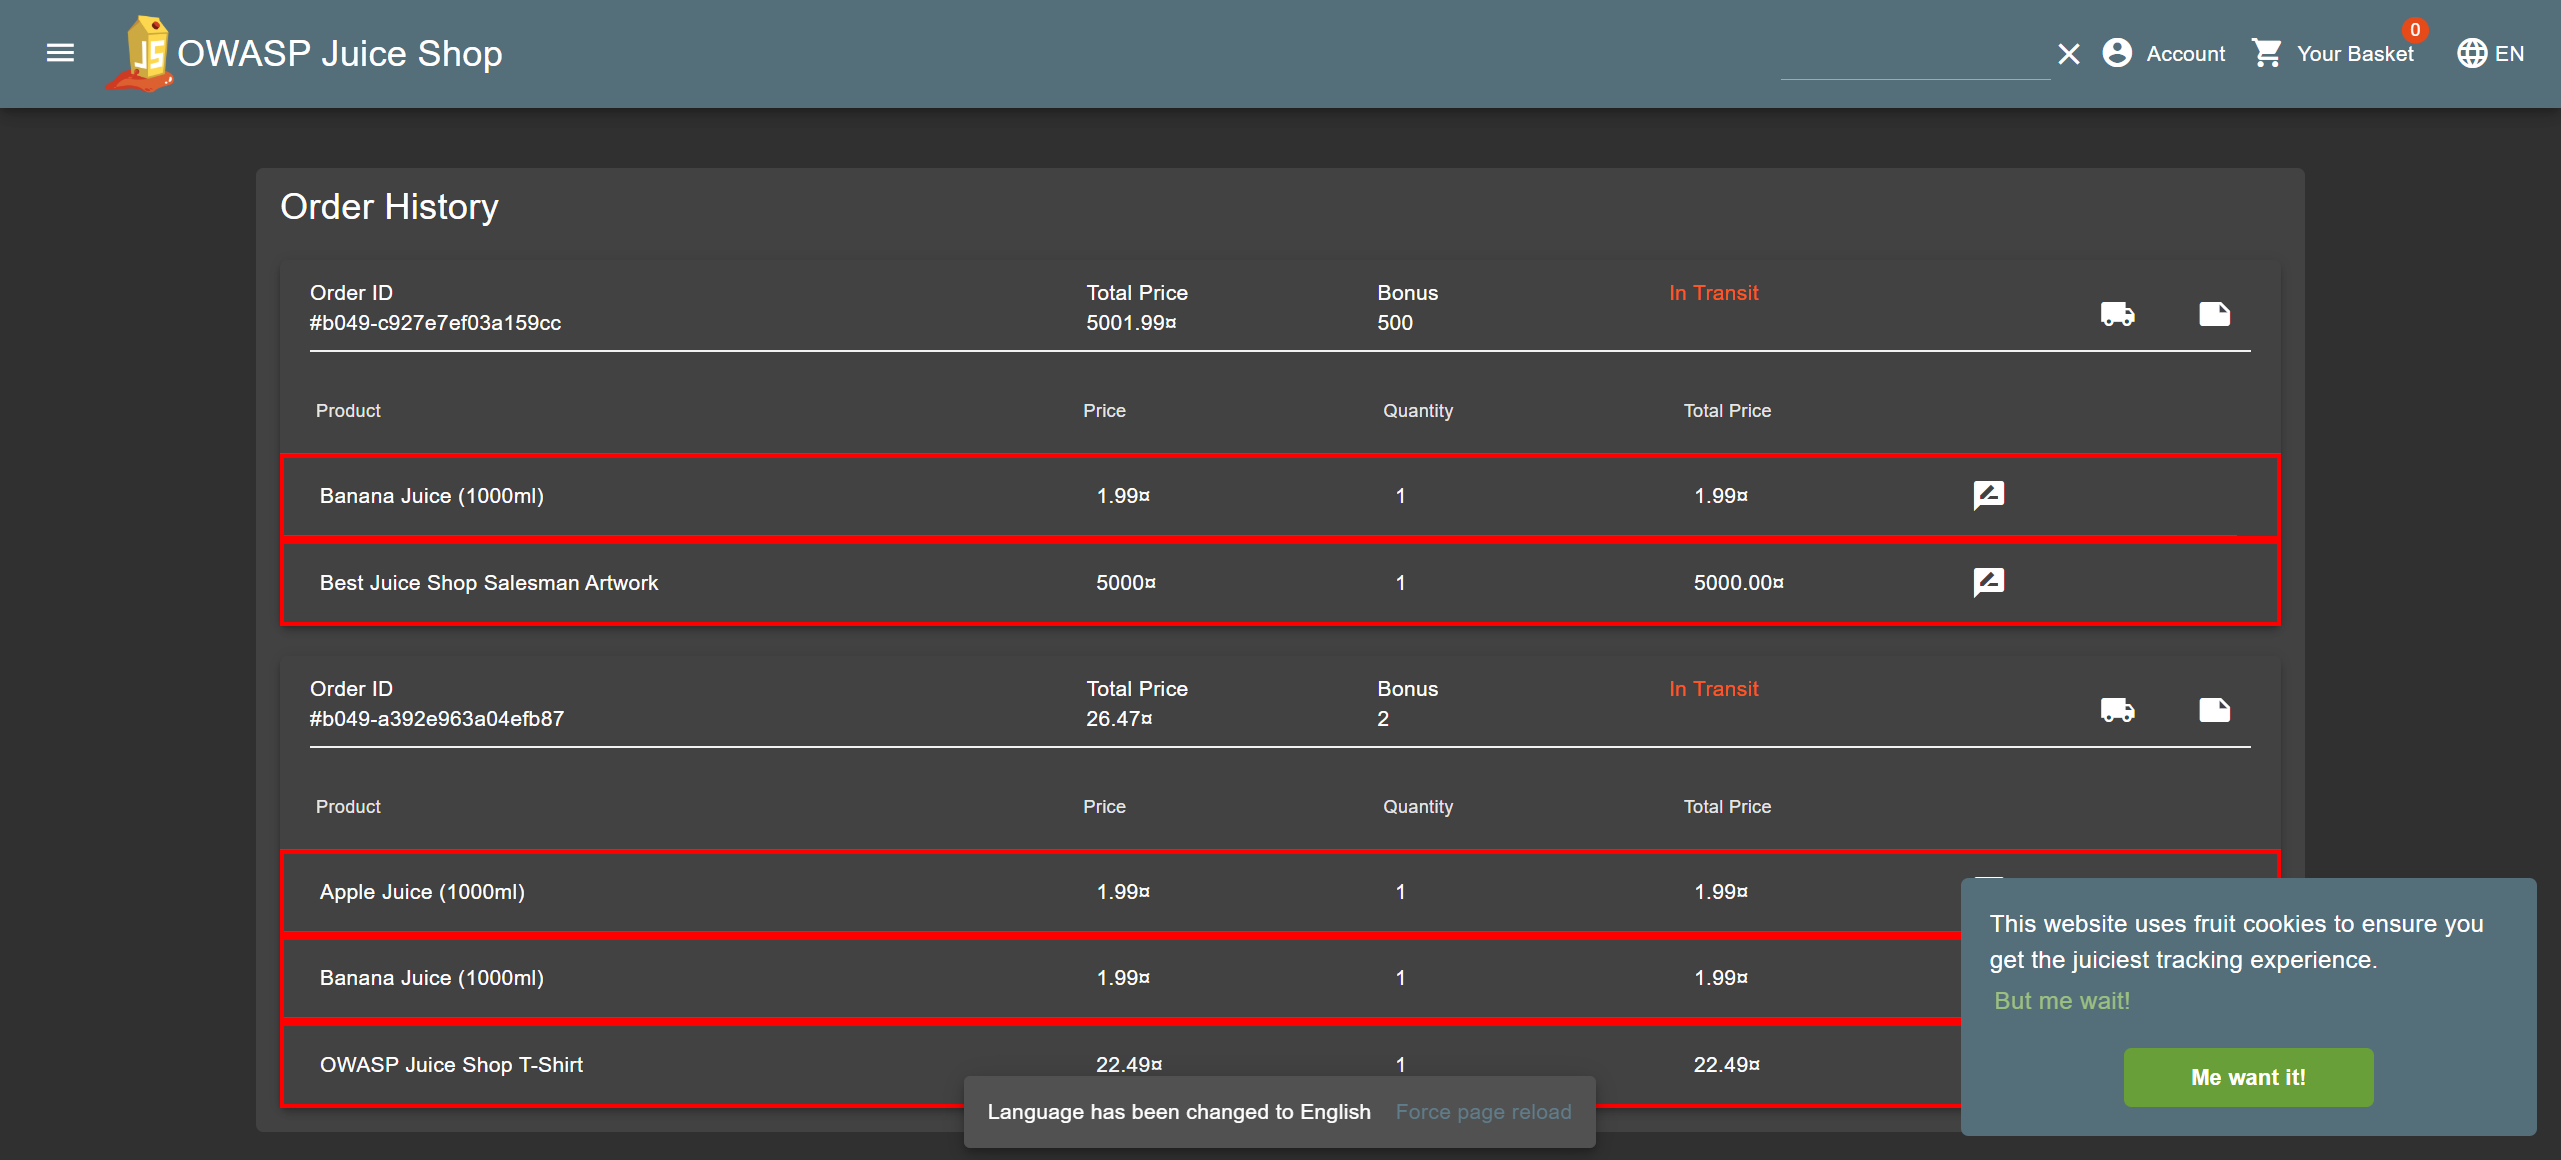 JS OWASP Juice Shop Account Your Basket 0 EN
Order History
Order ID Total Price Bonus In Transit
#b049-c927e7ef03a159cc 5001.99¤ 500
Product Price Quantity Total Price
Banana Juice (1000ml) 1.99¤ 1 1.99¤
Best Juice Shop Salesman Artwork 5000¤ 1 5000.00¤
Order ID Total Price Bonus In Transit
#b049-a392e963a04efb87 26.47¤ 2
Product Price Quantity Total Price
Apple Juice (1000ml) 1.99¤ 1 1.99¤
Banana Juice (1000ml) 1.99¤ 1 1.99¤
OWASP Juice Shop T-Shirt 22.49¤ 1 22.49¤
This website uses fruit cookies to ensure you
get the juiciest tracking experience.
But me wait!
Me want it!
Language has been changed to English Force page reload